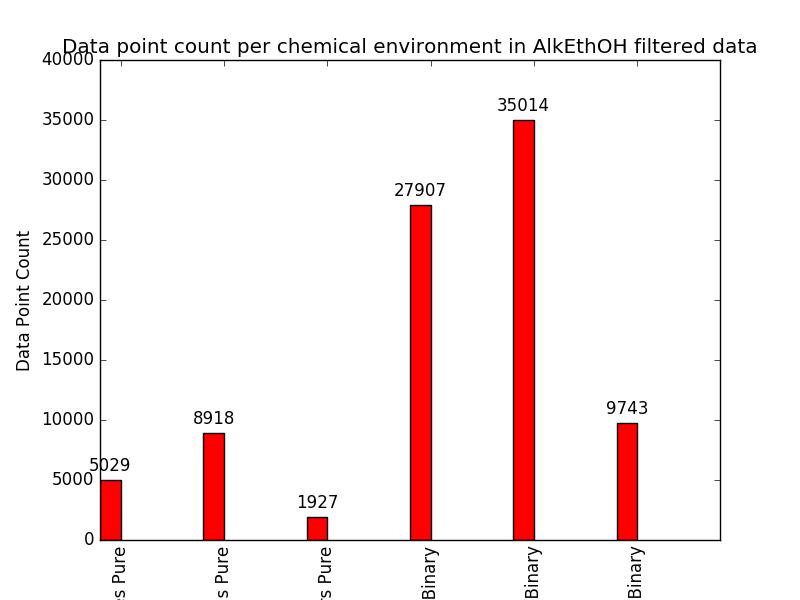 Data point count per chemical environment in AlkEthOH filtered data
40000
35000
30000
25000
20000
15000
10000
5000
0
Data Point Count
5029
8918
1927
27907
35014
9743
Pure
Pure
Pure
Binary
Binary
Binary